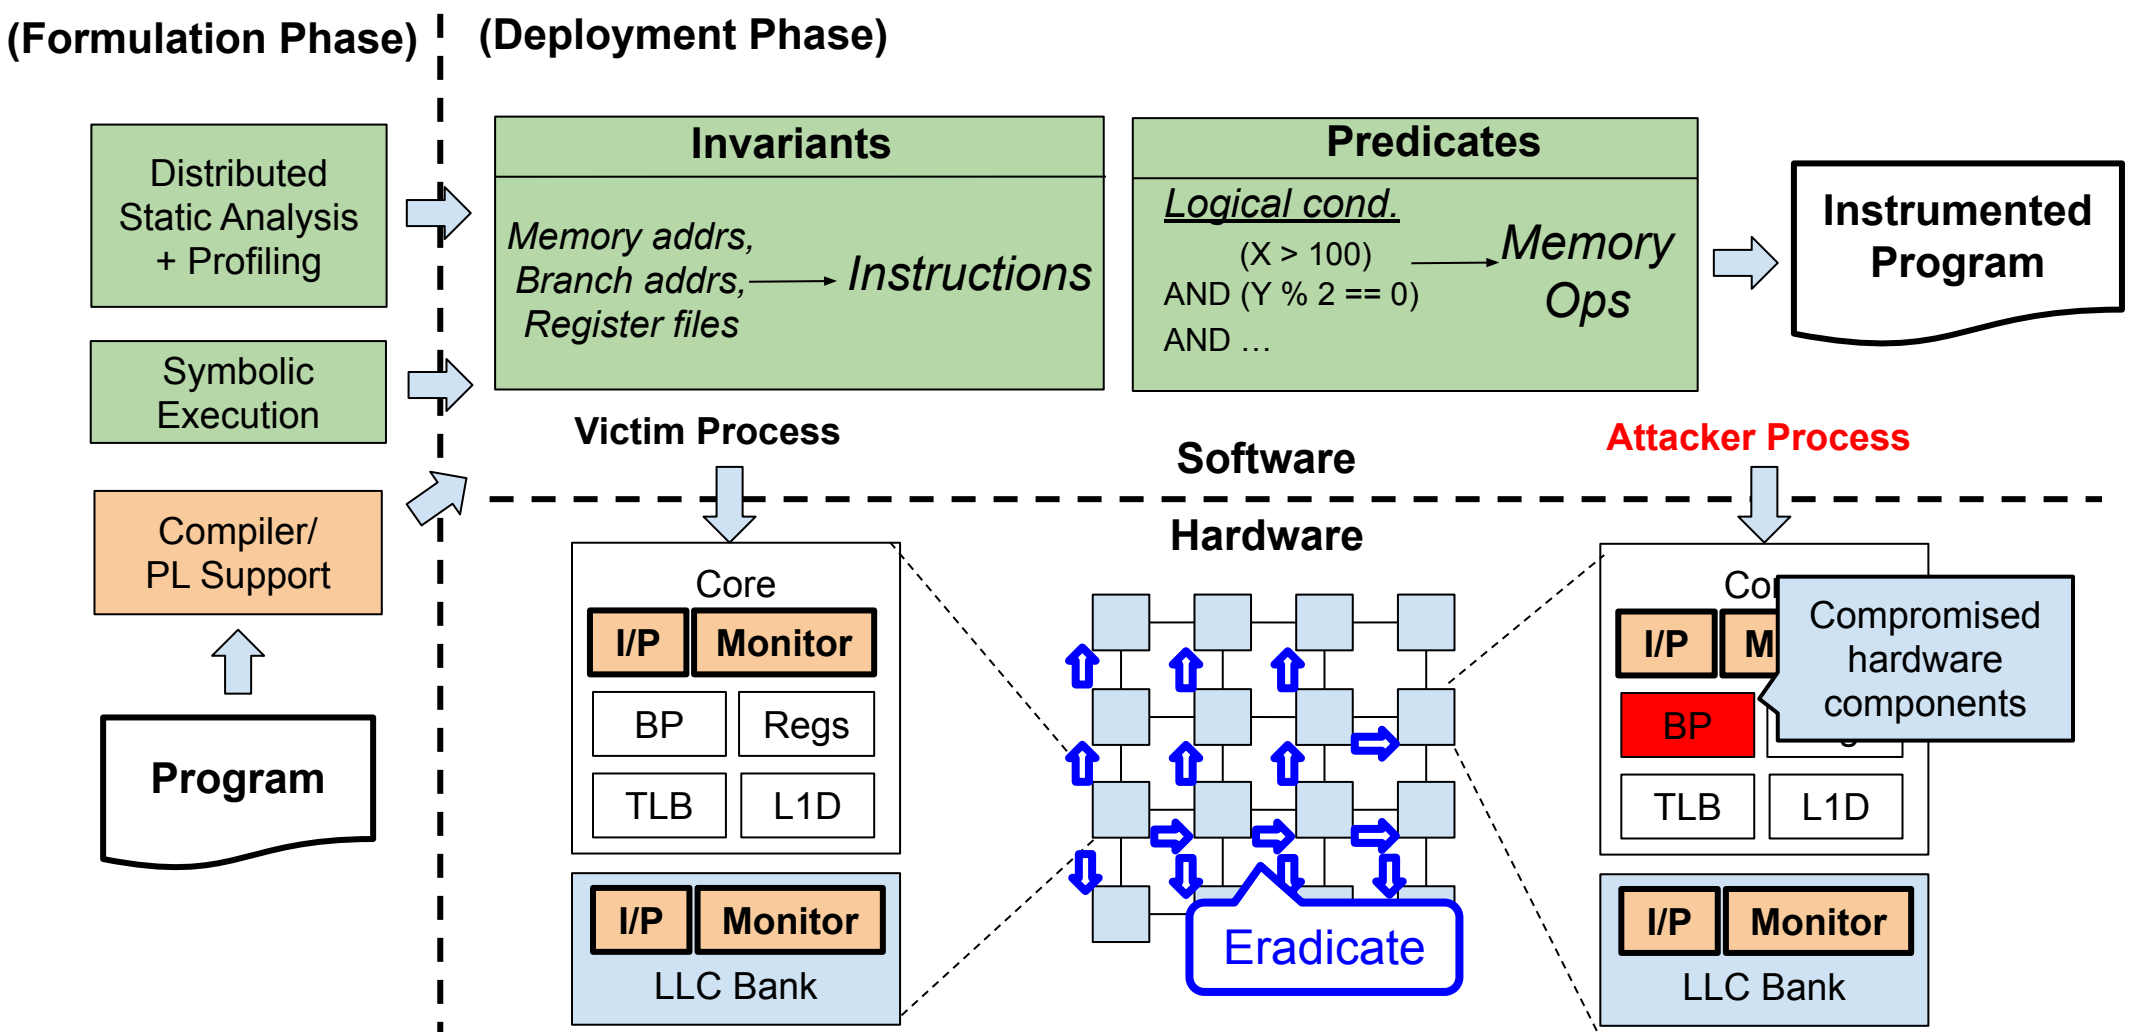 (Formulation Phase)
(Deployment Phase)
Distributed
Static Analysis
+ Profiling
Symbolic
Execution
Compiler/
PL Support
Program
Invariants
Memory addrs,
Branch addrs,
Register files
Instructions
Predicates
Logical cond.
(X > 100)
AND (Y % 2 == 0)
AND …
Memory
Ops
Instrumented
Program
Victim Process
Software
Attacker Process
Hardware
Core
I/P
Monitor
BP
Regs
TLB
L1D
I/P
Monitor
LLC Bank
Eradicate
I/P
Compromised
hardware
components
BP
TLB
L1D
I/P
Monitor
LLC Bank